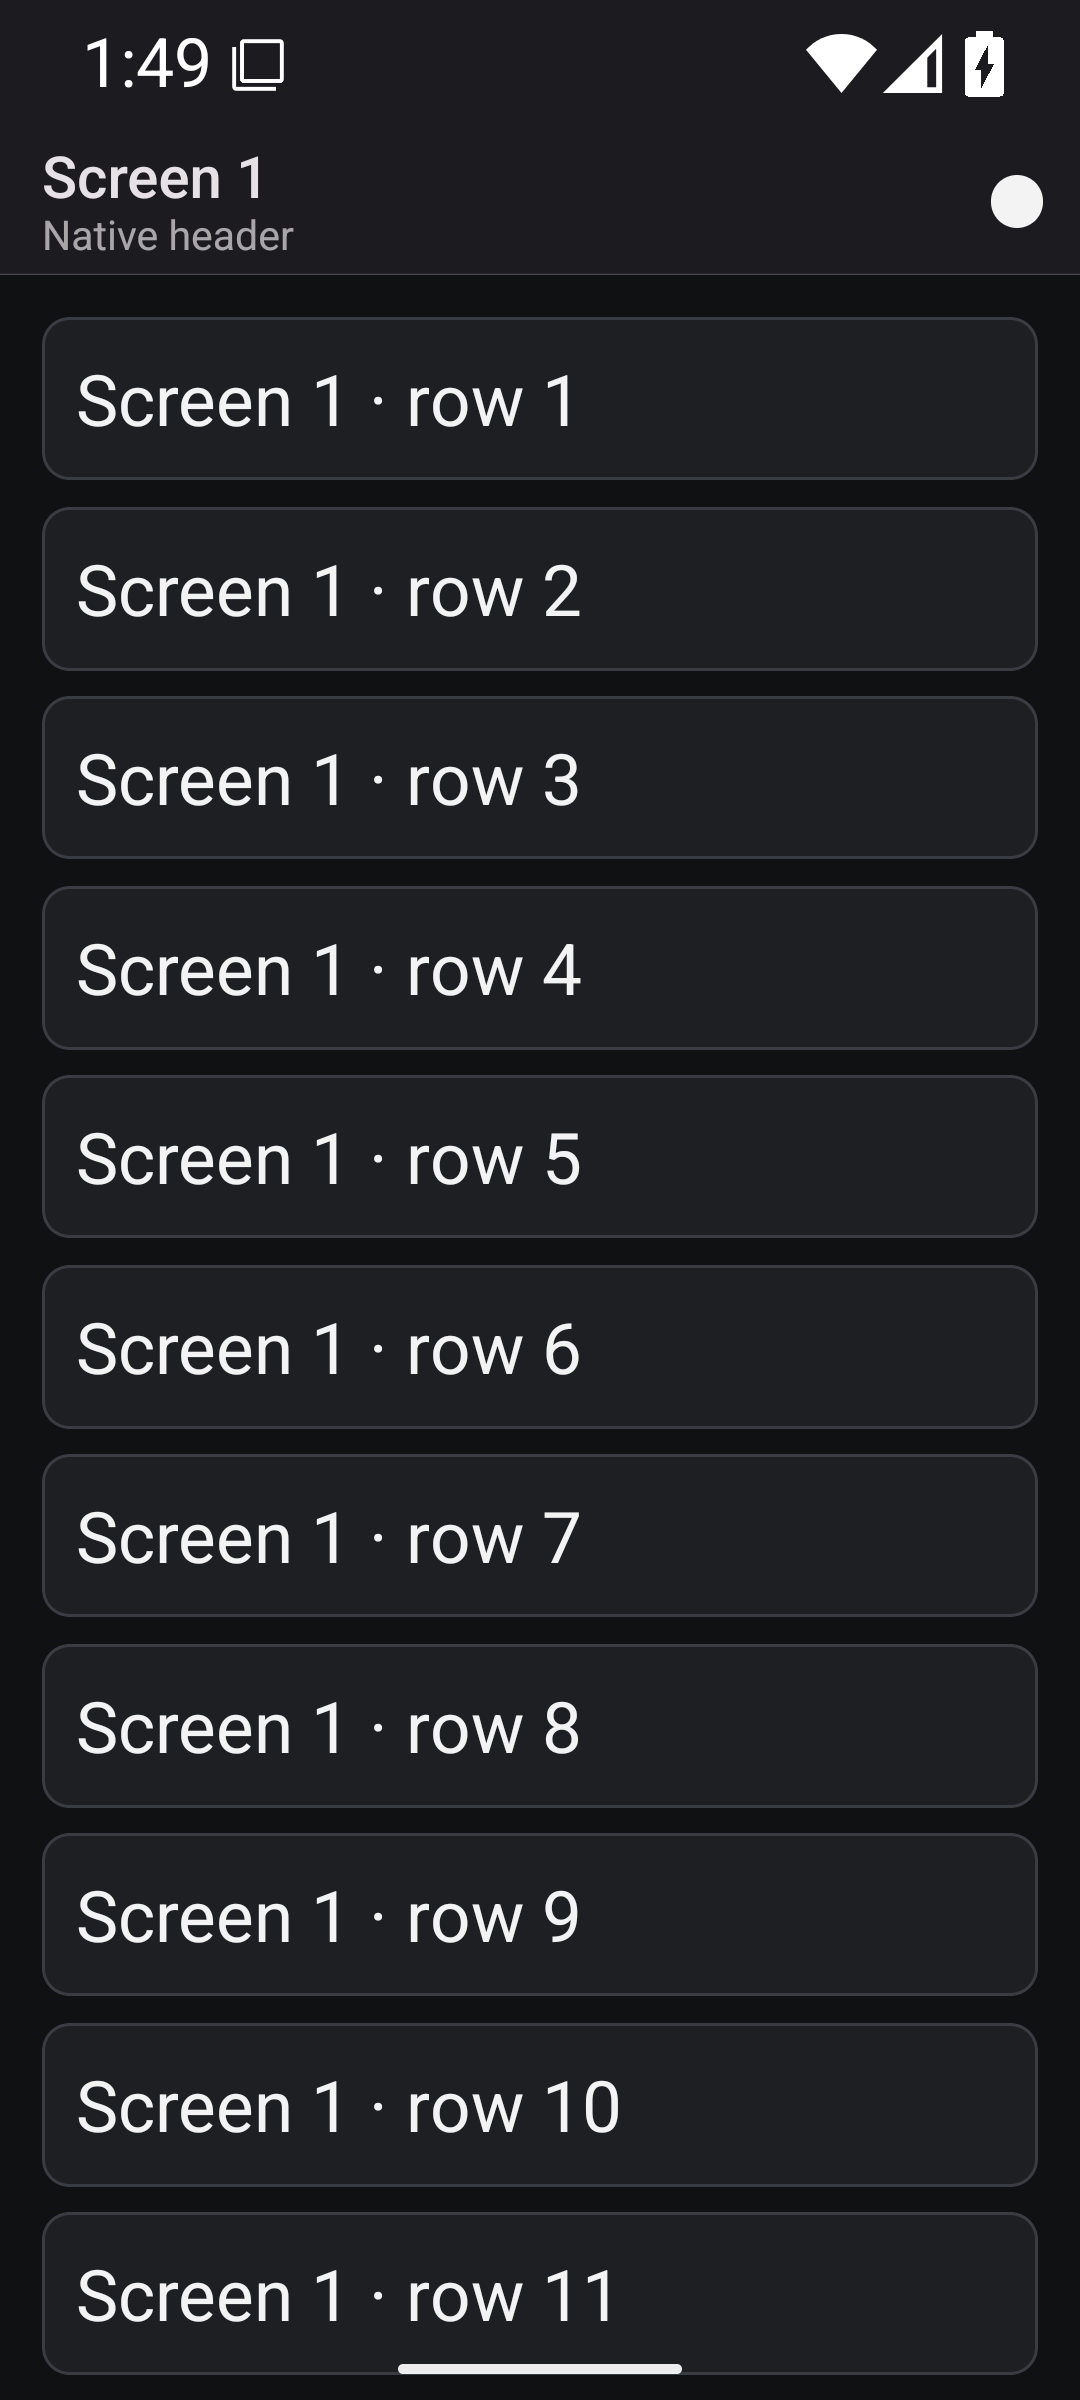 1:49
Screen 1
Native header
Screen 1 · row 1
Screen 1 · row 2
Screen 1 · row 3
Screen 1 · row 4
Screen 1 · row 5
Screen 1 · row 6
Screen 1 · row 7
Screen 1 · row 8
Screen 1 · row 9
Screen 1 · row 10
Screen 1 · row 11